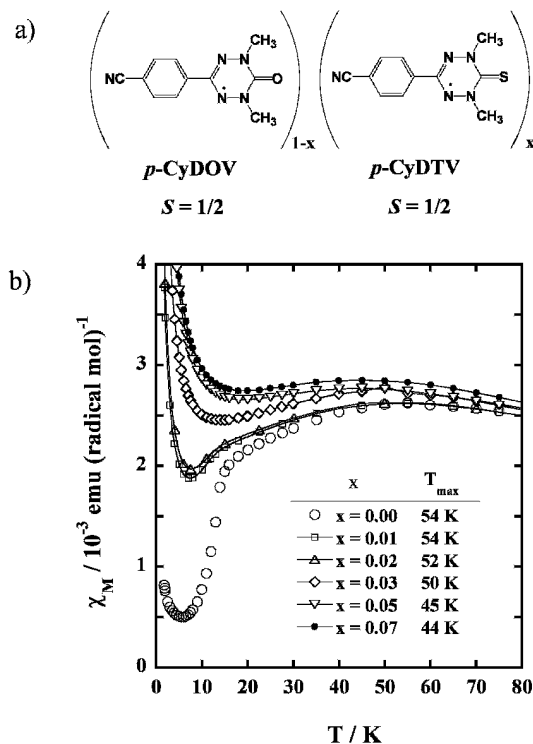 a)
CH₃
N-N
NC
O
N-N
CH₃
1-x
p-CyDOV
S = 1/2
CH₃
N-N
NC
S
N-N
CH₃
x
p-CyDTV
S = 1/2
b)
χM / 10⁻³ emu (radical mol)⁻¹
4
3
2
1
0
x Tmax
x = 0.00 54 K
x = 0.01 54 K
x = 0.02 52 K
x = 0.03 50 K
x = 0.05 45 K
x = 0.07 44 K
0 10 20 30 40 50 60 70 80
T / K